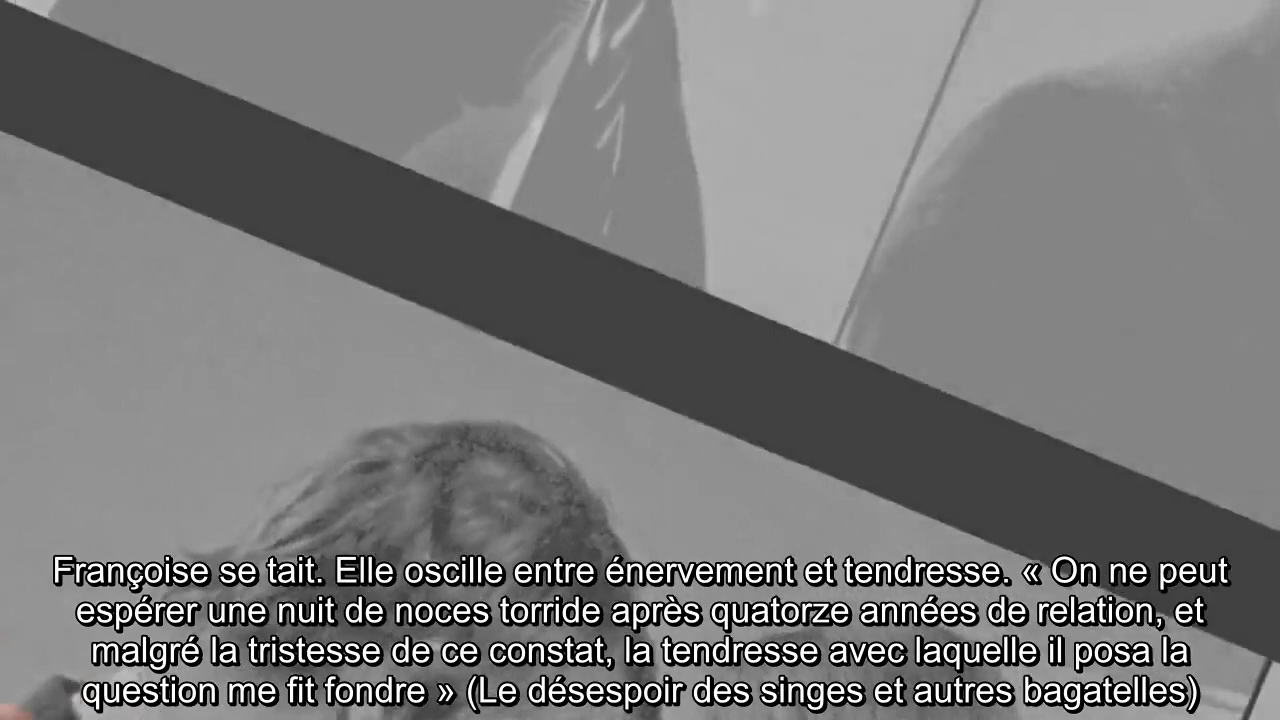 Françoise se tait. Elle oscille entre énervement et tendresse. « On ne peut
espérer une nuit de noces torride après quatorze années de relation, et
malgré la tristesse de ce constat, la tendresse avec laquelle il posa la
question me fit fondre » (Le désespoir des singes et autres bagatelles)